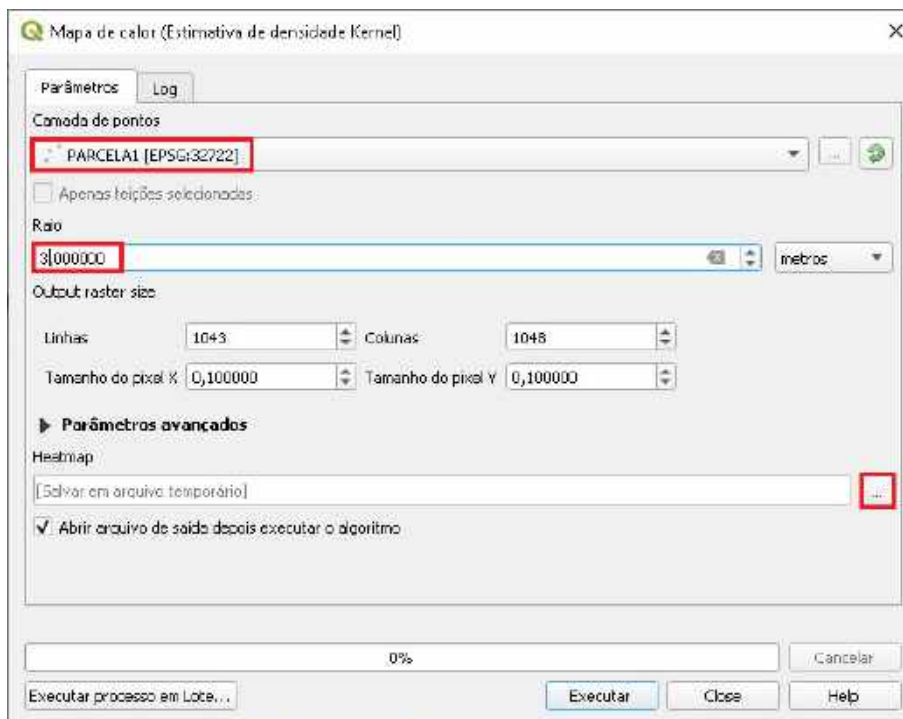 Mapa de calor (Estimativa de densidade Kernel)
Parâmetros Log
Camada de pontos
PARCELA1 [EPSG:32722] ...
Apenas feições selecionadas
Raio
3,000000 metros
Output raster size
Linhas 1043 Colunas 1048
Tamanho do pixel X 0,100000 Tamanho do pixel Y 0,100000
Parâmetros avançados
Heatmap
[Salvar em arquivo temporário] ...
Abrir arquivo de saída depois executar o algoritmo
0% Cancelar
Executar processo em Lote... Executar Close Help